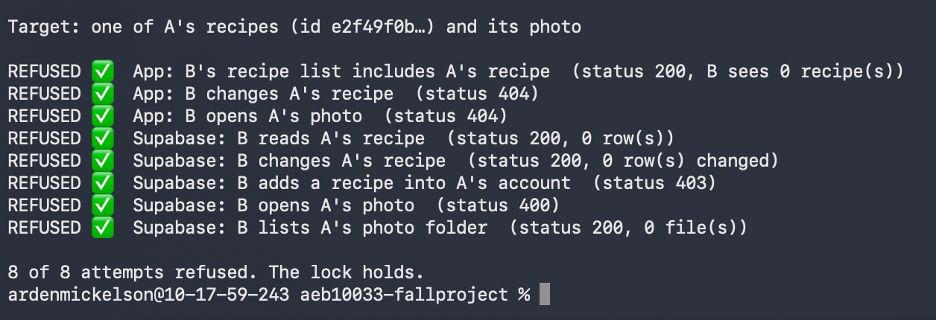 Target: one of A's recipes (id e2f49f0b…) and its photo
REFUSED ✅ App: B's recipe list includes A's recipe (status 200, B sees 0 recipe(s))
REFUSED ✅ App: B changes A's recipe (status 404)
REFUSED ✅ App: B opens A's photo (status 404)
REFUSED ✅ Supabase: B reads A's recipe (status 200, 0 row(s))
REFUSED ✅ Supabase: B changes A's recipe (status 200, 0 row(s) changed)
REFUSED ✅ Supabase: B adds a recipe into A's account (status 403)
REFUSED ✅ Supabase: B opens A's photo (status 400)
REFUSED ✅ Supabase: B lists A's photo folder (status 200, 0 file(s))
8 of 8 attempts refused. The lock holds.
ardenmickelson@10-17-59-243 aeb10033-fallproject %